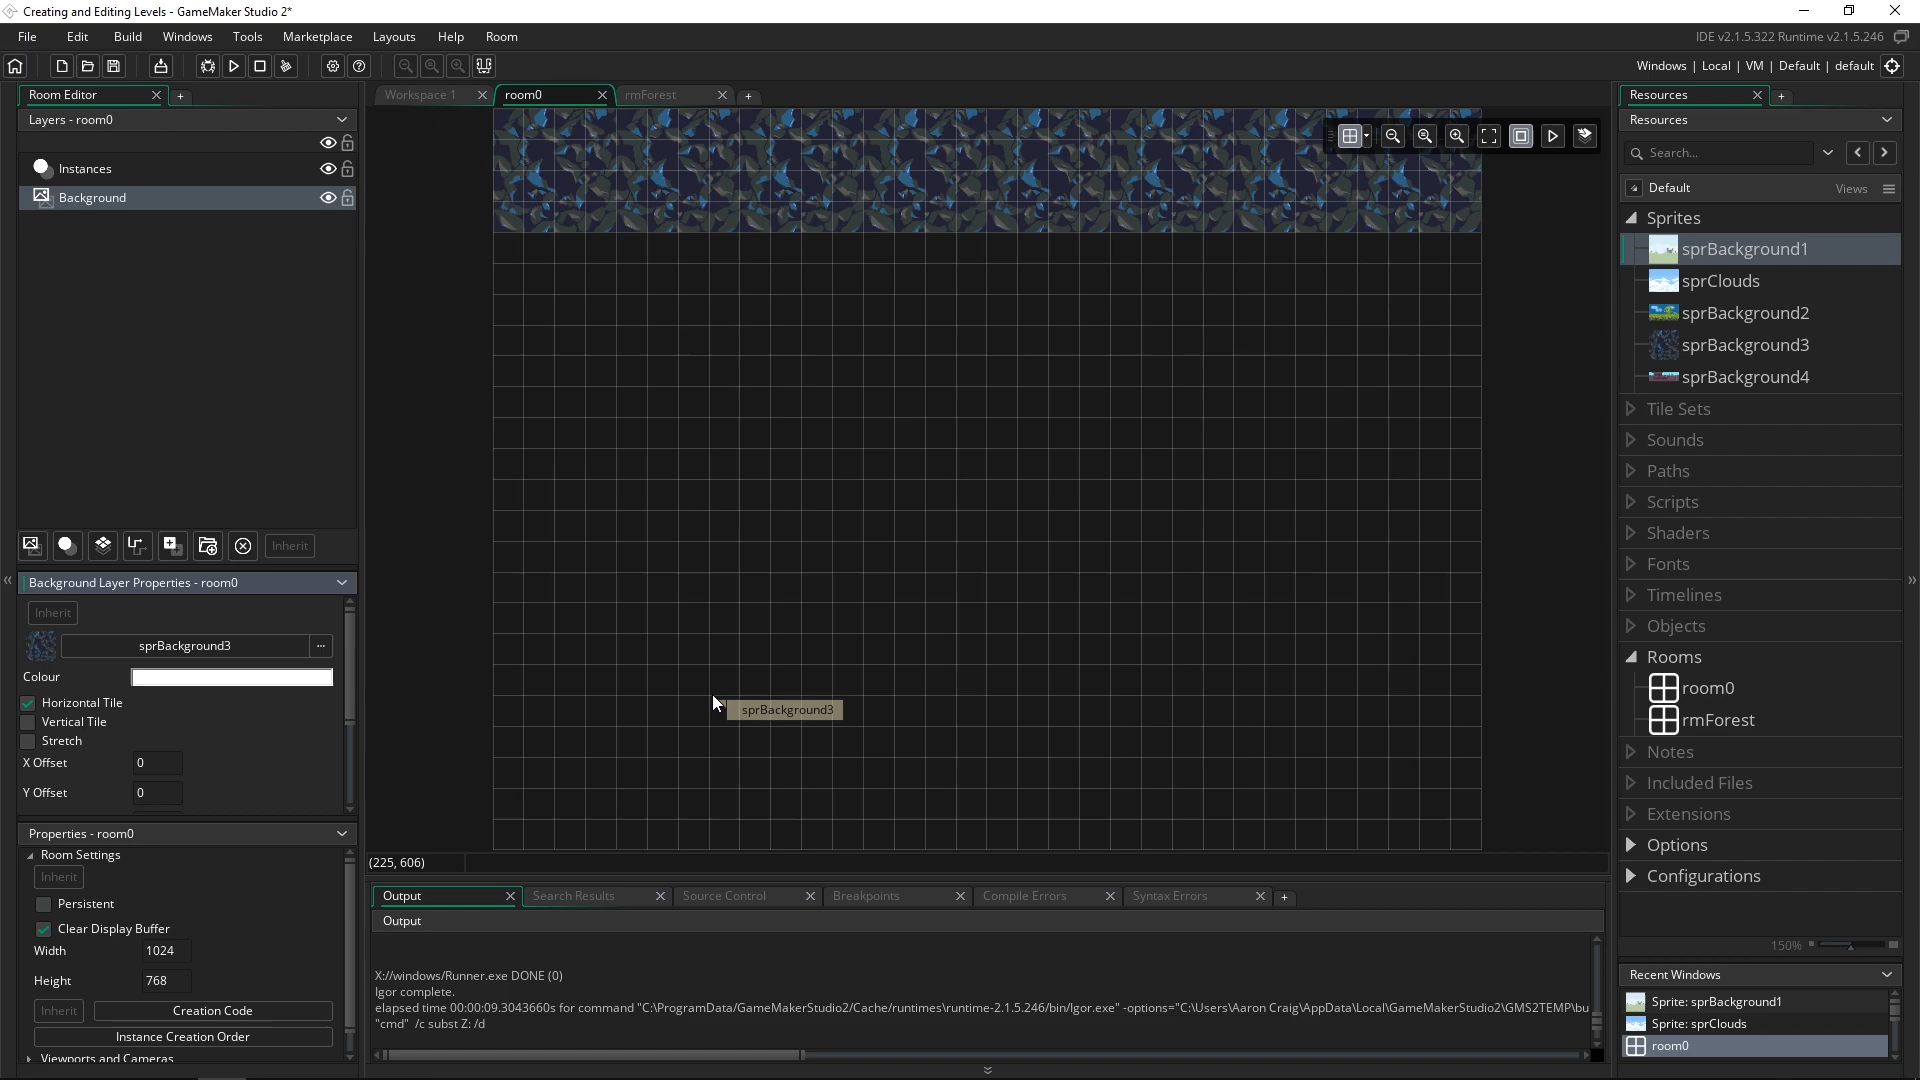 Creating and Editing Levels - GameMaker Studio 2*
File Edit Build Windows Tools Marketplace Layouts Help Room
IDE v2.1.5.322 Runtime v2.1.5.246
Windows | Local | VM | Default | default
Room Editor
Layers - room0
Instances
Background
Inherit
Background Layer Properties - room0
Inherit
sprBackground3
...
Colour
Horizontal Tile
Vertical Tile
Stretch
X Offset 0
Y Offset 0
Properties - room0
Room Settings
Inherit
Persistent
Clear Display Buffer
Width 1024
Height 768
Inherit Creation Code
Instance Creation Order
Viewports and Cameras
Workspace 1 room0 rmForest
sprBackground3
(225, 606)
Output Search Results Source Control Breakpoints Compile Errors Syntax Errors
Output
X://windows/Runner.exe DONE (0)
Igor complete.
elapsed time 00:00:09.3043660s for command "C:\ProgramData/GameMakerStudio2/Cache/runtimes\runtime-2.1.5.246/bin/Igor.exe" -options="C:\Users\Aaron Craig\AppData\Local\GameMakerStudio2\GMS2TEMP\bu
"cmd" /c subst Z: /d
Resources
Resources
Search...
Default Views
Sprites
sprBackground1
sprClouds
sprBackground2
sprBackground3
sprBackground4
Tile Sets
Sounds
Paths
Scripts
Shaders
Fonts
Timelines
Objects
Rooms
room0
rmForest
Notes
Included Files
Extensions
Options
Configurations
150%
Recent Windows
Sprite: sprBackground1
Sprite: sprClouds
room0